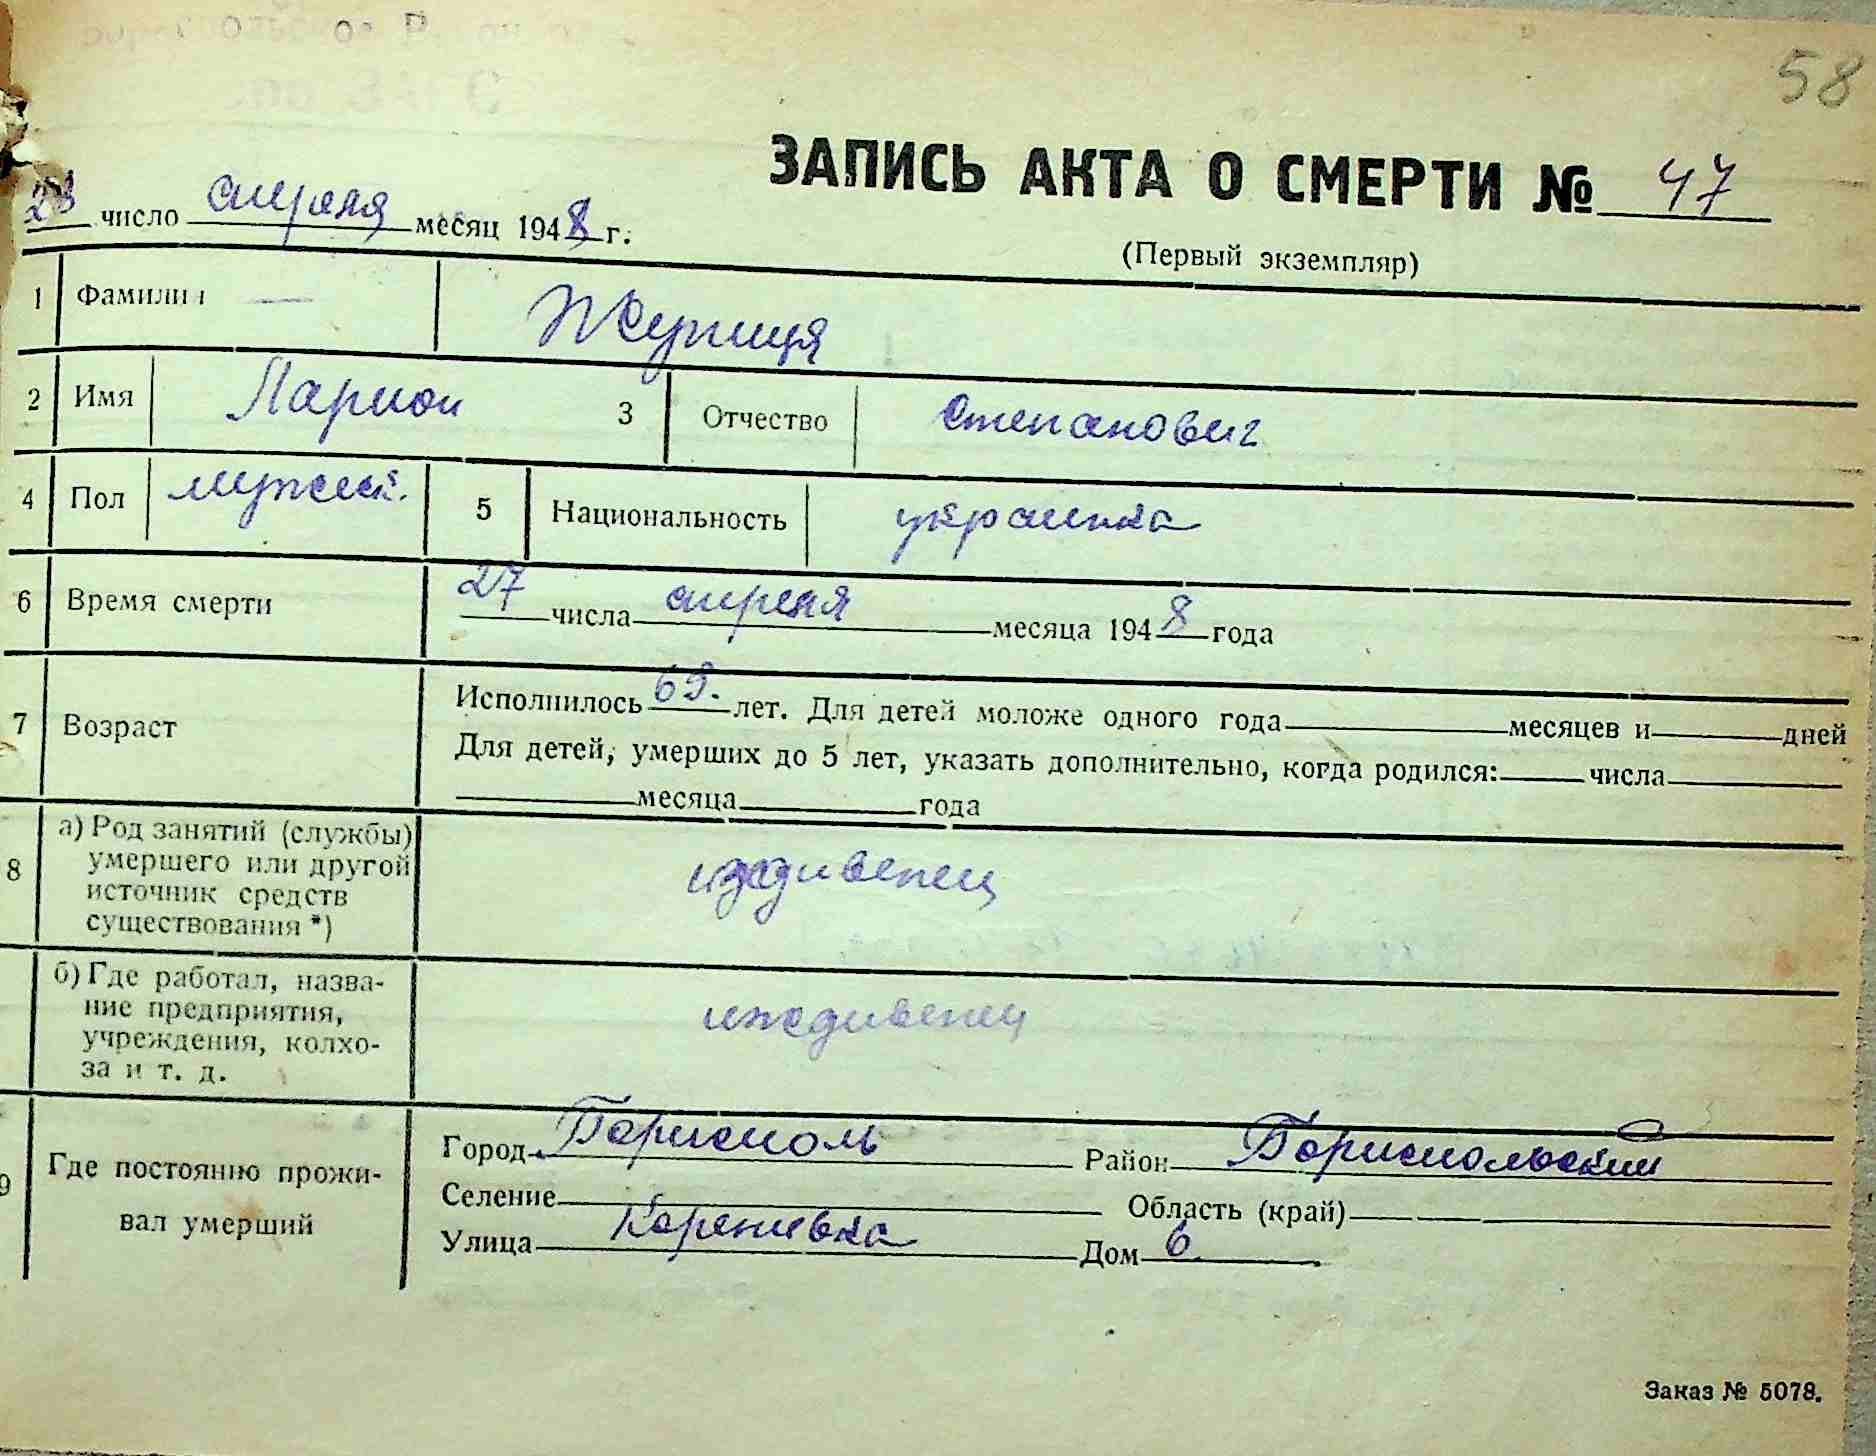 58
ЗАПИСЬ АКТА О СМЕРТИ № 47
28 число апреля месяц 1948 г.
(Первый экземпляр)
1 Фамилия Журиця
2 Имя Ларион 3 Отчество Степанович
4 Пол мужск. 5 Национальность украинка
6 Время смерти 27 числа апреля месяца 1948 года
7 Возраст Исполнилось 69. лет. Для детей моложе одного года месяцев и дней
Для детей, умерших до 5 лет, указать дополнительно, когда родился: числа
месяца года
8 а) Род занятий (службы)
умершего или другой
источник средств
существования *)
иждивенец
б) Где работал, назва-
ние предприятия,
учреждения, колхо-
за и т. д.
иждивенец
9 Где постоянно прожи-
вал умерший
Город Борисполь Район Бориспольский
Селение Область (край)
Улица Коренивка Дом 6
Заказ № 5078.